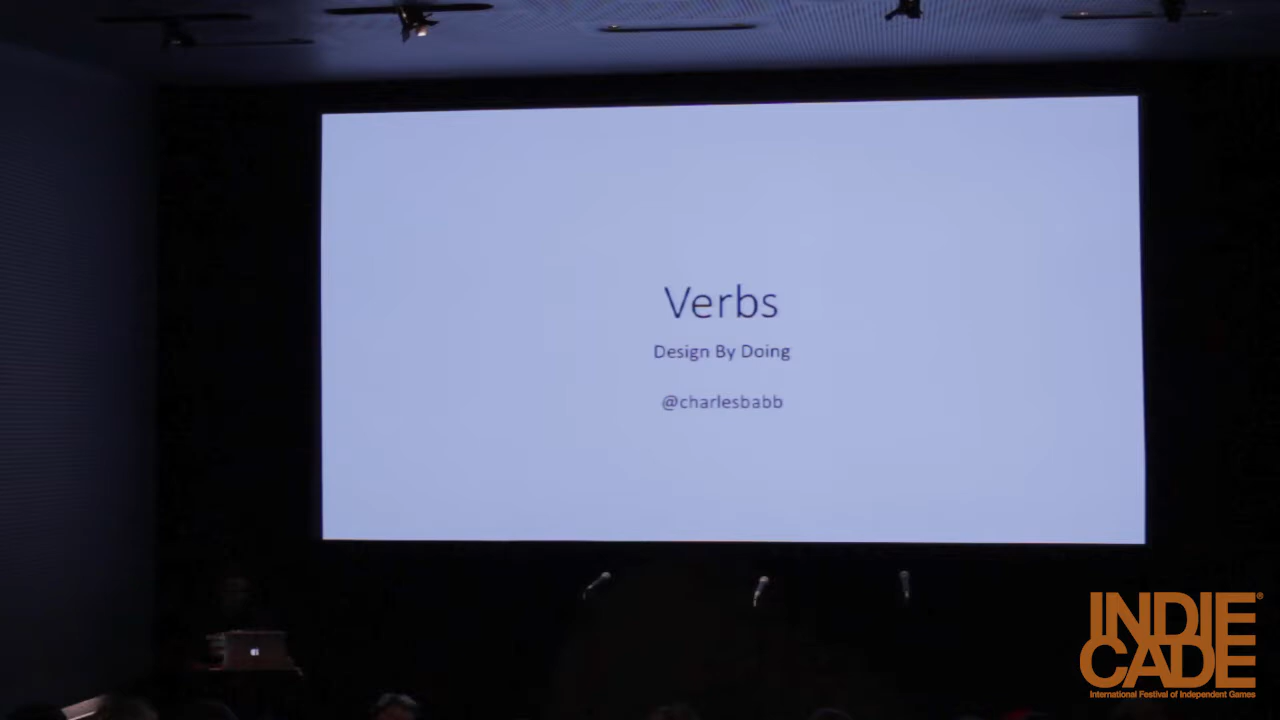 Verbs
Design By Doing
@charlesbabb
INDIE
CADE®
International Festival of Independent Games